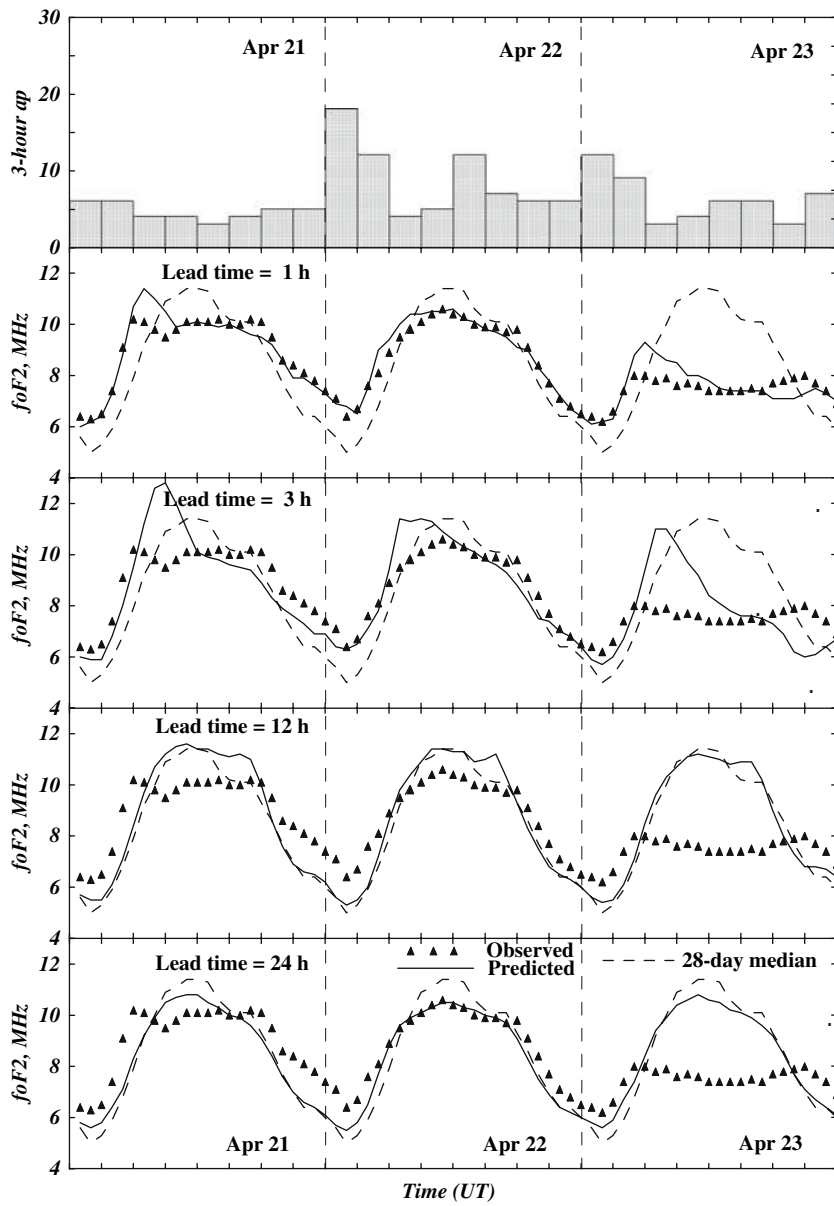 Apr 21 Apr 22 Apr 23
30
20
10
0
3-hour ap
Lead time = 1 h
12
10
8
6
4
foF2, MHz
Lead time = 3 h
12
10
8
6
4
foF2, MHz
Lead time = 12 h
12
10
8
6
4
foF2, MHz
Lead time = 24 h
Observed
Predicted
28-day median
12
10
8
6
4
foF2, MHz
Apr 21 Apr 22 Apr 23
Time (UT)